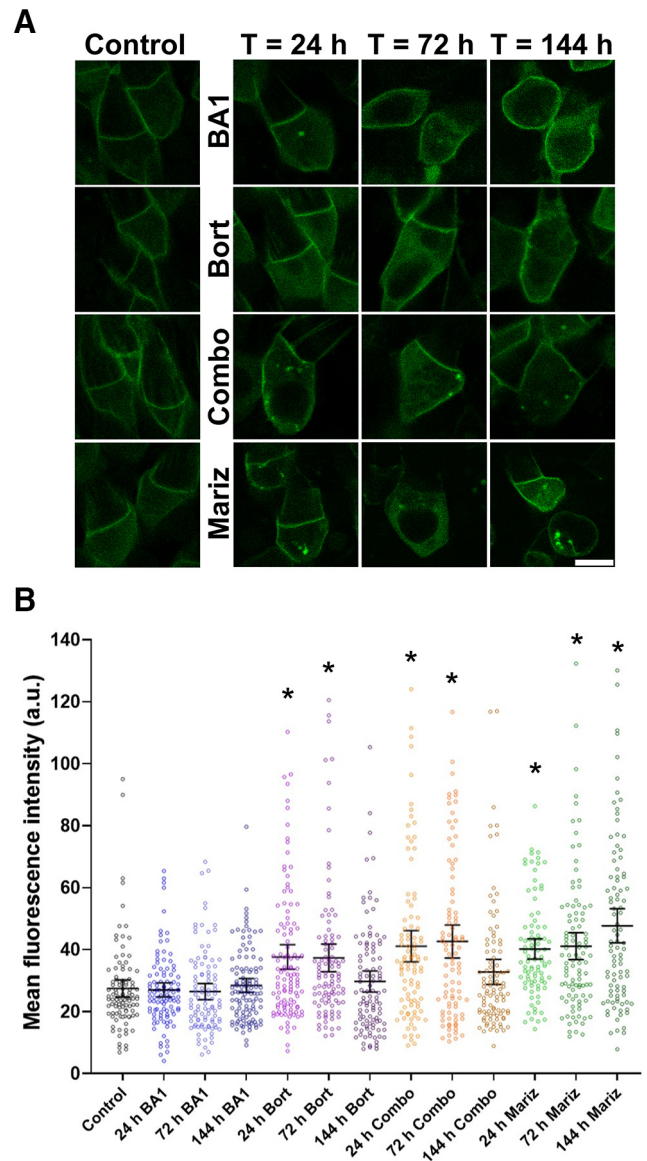 A
Control T = 24 h T = 72 h T = 144 h
BA1
Bort
Combo
Mariz
B
Mean fluorescence intensity (a.u.)
140
120
100
80
60
40
20
0
* * * * * * *
Control 24 h BA1 72 h BA1 144 h BA1 24 h Bort 72 h Bort 144 h Bort 24 h Combo 72 h Combo 144 h Combo 24 h Mariz 72 h Mariz 144 h Mariz